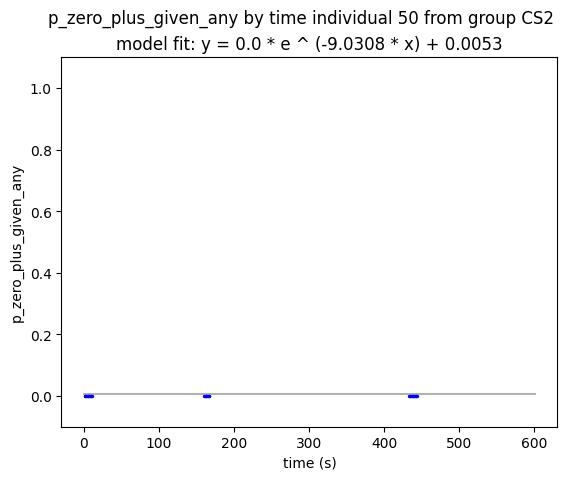 p_zero_plus_given_any by time individual 50 from group CS2
model fit: y = 0.0 * e ^ (-9.0308 * x) + 0.0053
1.0
0.8
0.6
0.4
0.2
0.0
p_zero_plus_given_any
0 100 200 300 400 500 600
time (s)